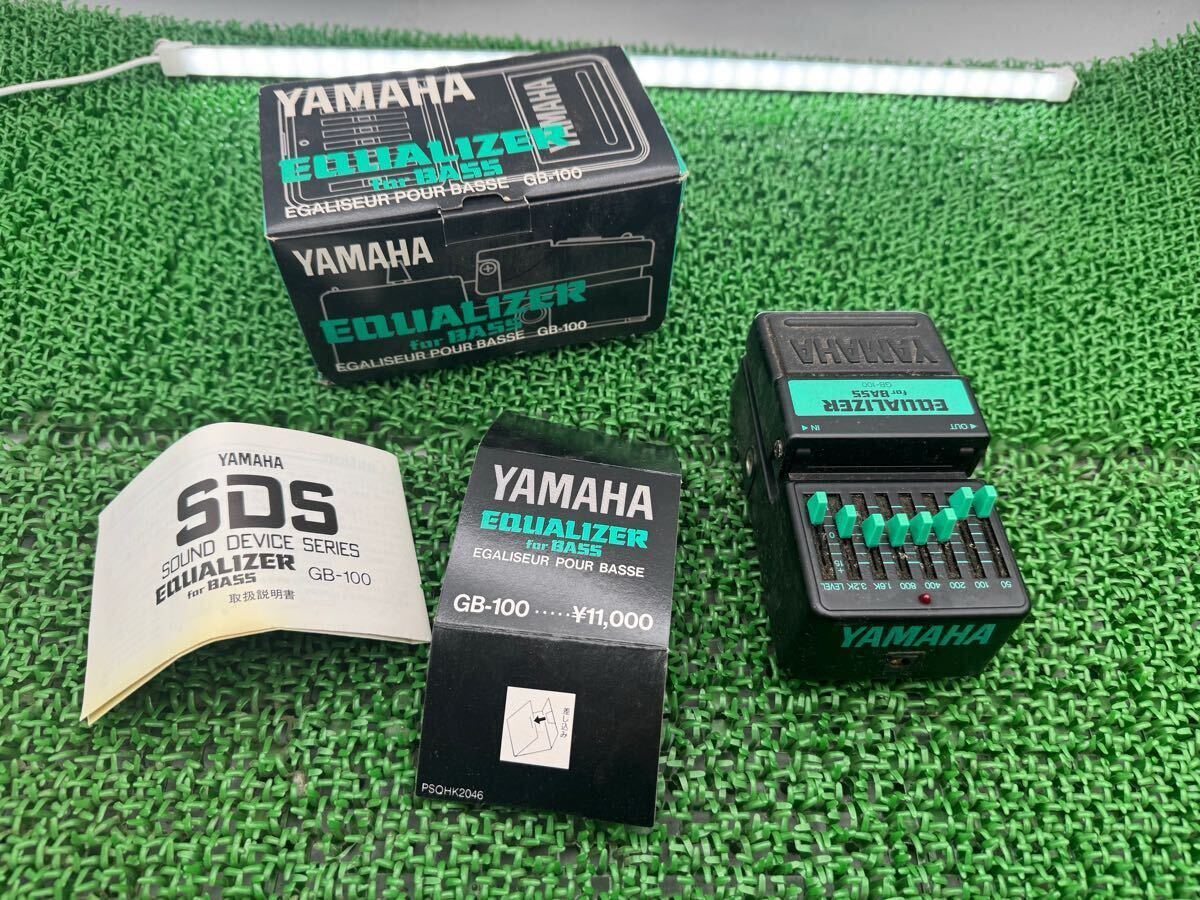 YAMAHA
YAMAHA
EQUALIZER
for BASS
EGALISEUR POUR BASSE GB-100
YAMAHA
EQUALIZER
for BASS
EGALISEUR POUR BASSE GB-100
YAMAHA
SDS
SOUND DEVICE SERIES
EQUALIZER
for BASS
GB-100
取扱説明書
YAMAHA
EQUALIZER
for BASS
EGALISEUR POUR BASSE
GB-100 ·····¥11,000
差し込み
PSQHK2046
YAMAHA
EQUALIZER
for BASS
GB-100
IN
OUT
50 100 200 400 800 1.6K 3.2K LEVEL
YAMAHA